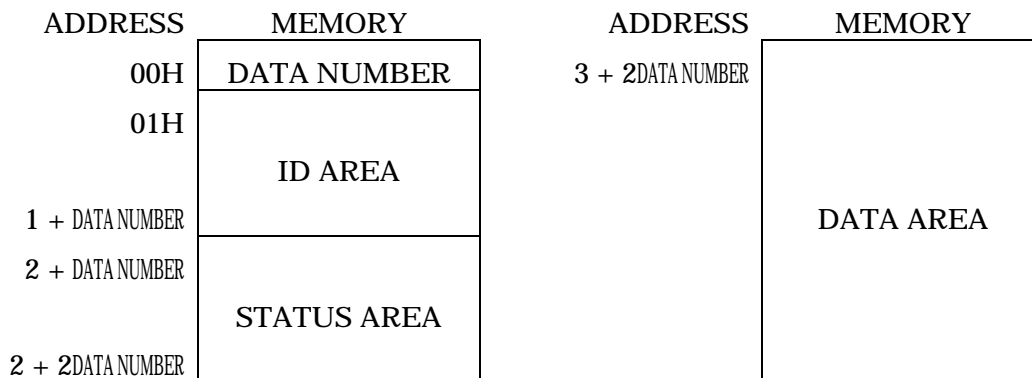 ADDRESS MEMORY
00H DATA NUMBER
01H
ID AREA
1 + DATA NUMBER
2 + DATA NUMBER
STATUS AREA
2 + 2DATA NUMBER
ADDRESS MEMORY
3 + 2DATA NUMBER
DATA AREA